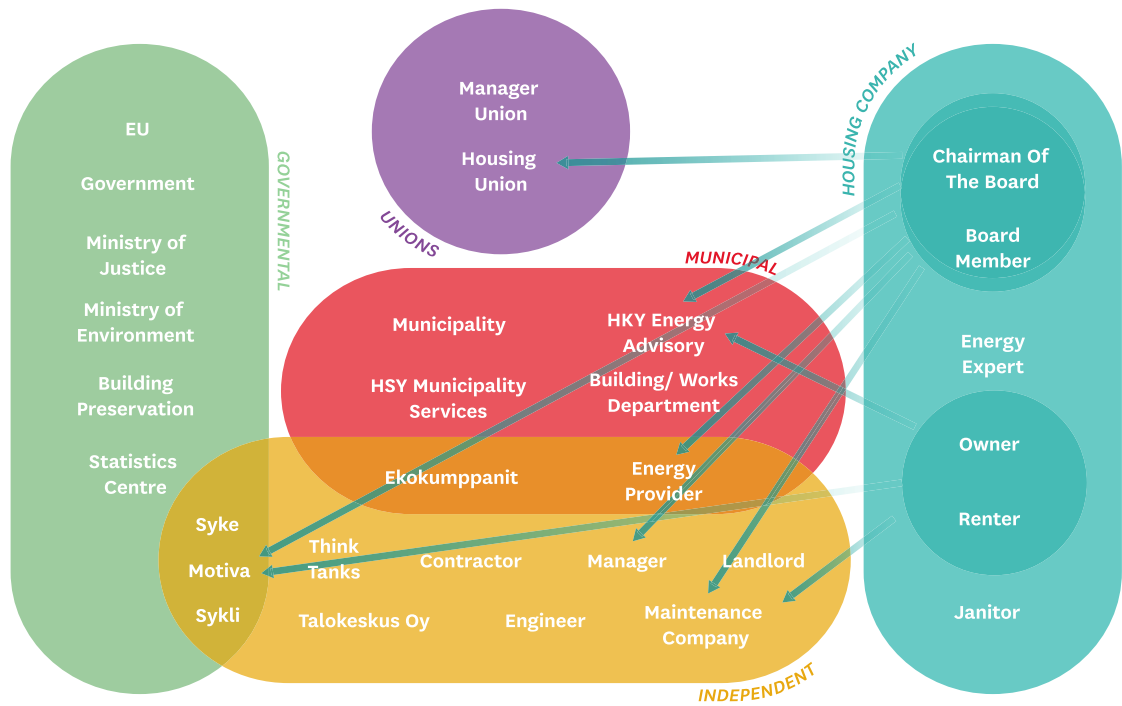 GOVERNMENTAL
EU
Government
Ministry of
Justice
Ministry of
Environment
Building
Preservation
Statistics
Centre
Syke
Motiva
Sykli
UNIONS
Manager
Union
Housing
Union
MUNICIPAL
Municipality
HKY Energy
Advisory
HSY Municipality
Services
Building/ Works
Department
Ekokumppanit
Energy
Provider
INDEPENDENT
Think
Tanks
Contractor
Manager
Landlord
Talokeskus Oy
Engineer
Maintenance
Company
HOUSING COMPANY
Chairman Of
The Board
Board
Member
Energy
Expert
Owner
Renter
Janitor